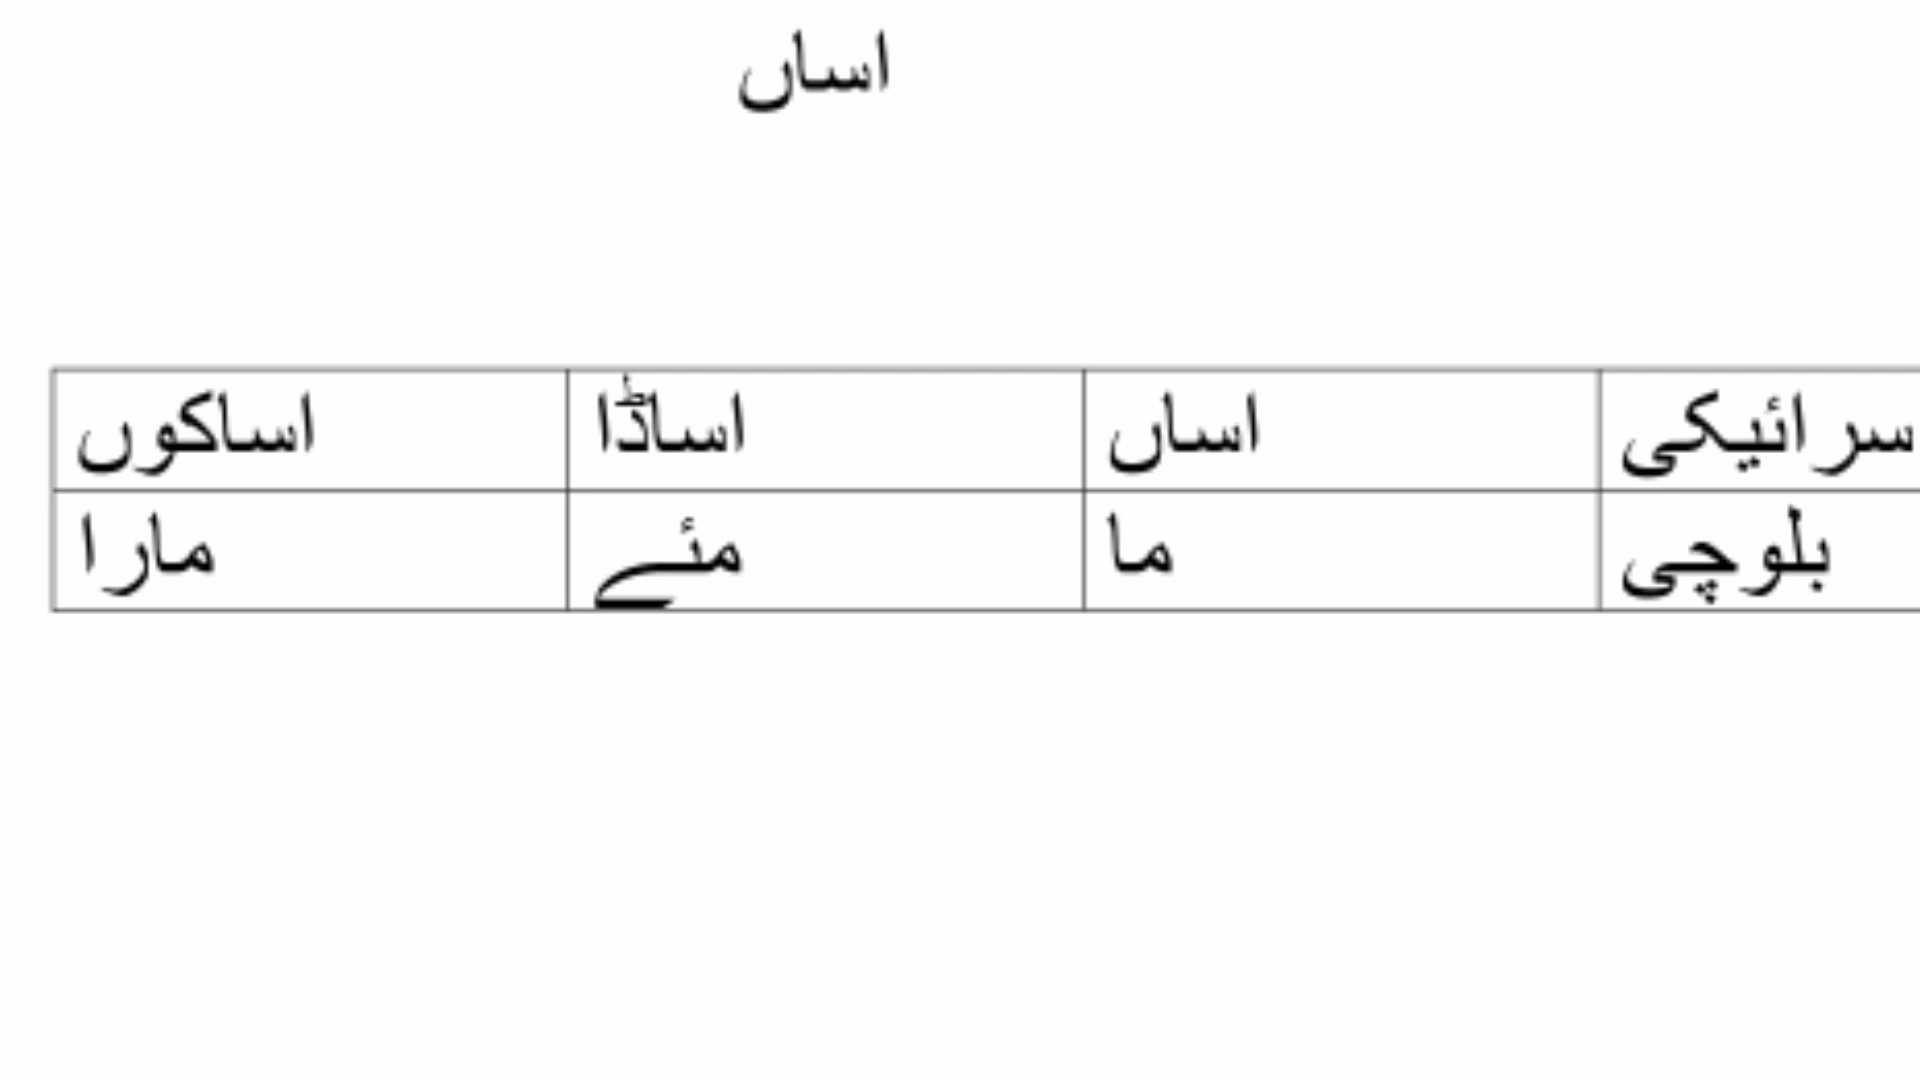 اساں
سرائیکی اساں اساڈا اساکوں
بلوچی ما مئے مارا